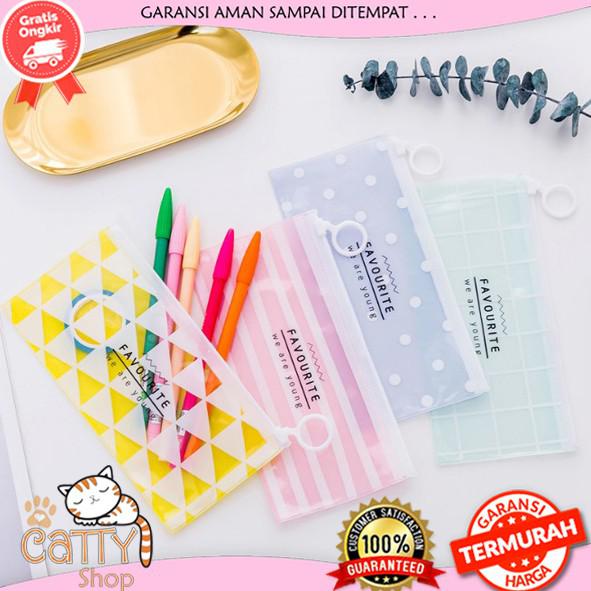 GARANSI AMAN SAMPAI DITEMPAT . . .
Gratis
Ongkir
FAVOURITE
we are young
FAVOURITE
we are young
FAVOURITE
we are young
FAVOURITE
we are young
CATTY
Shop
CUSTOMER SATISFACTION
100%
GUARANTEED
GARANSI
TERMURAH
HARGA